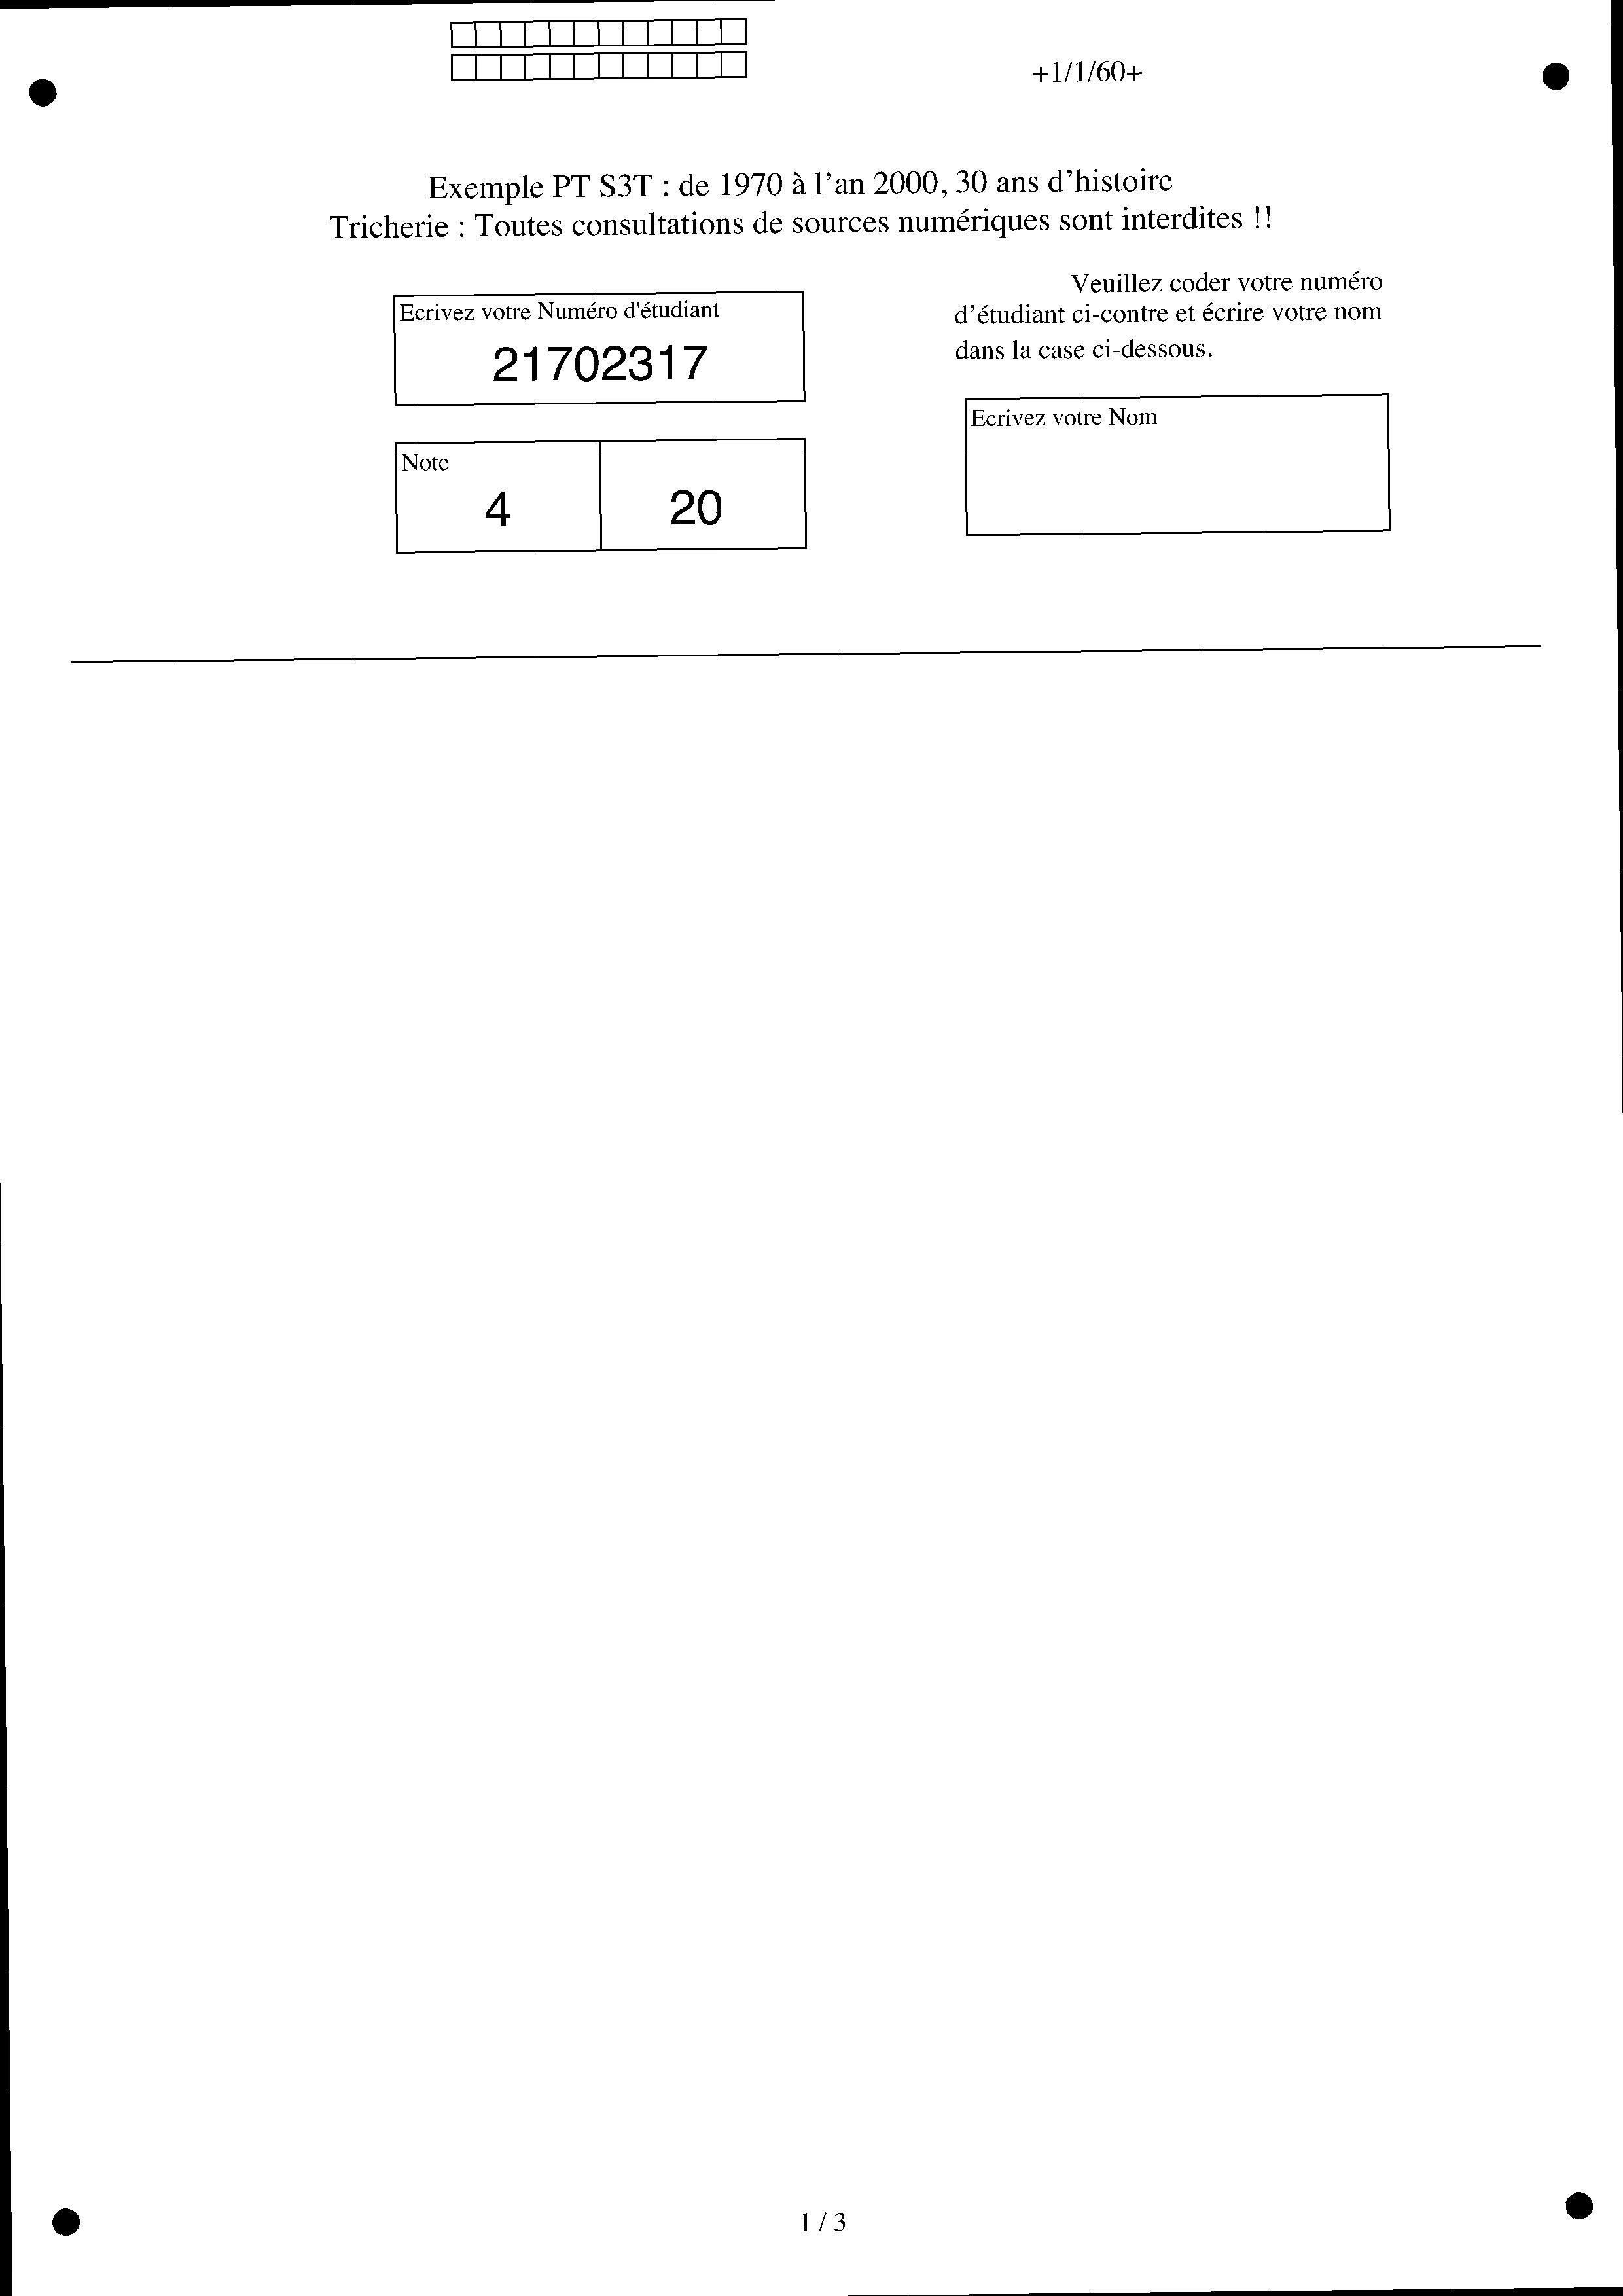 +1/1/60+
Exemple PT S3T : de 1970 à l'an 2000, 30 ans d'histoire
Tricherie : Toutes consultations de sources numériques sont interdites !!
Ecrivez votre Numéro d'étudiant
21702317
Note
4 20
Veuillez coder votre numéro
d'étudiant ci-contre et écrire votre nom
dans la case ci-dessous.
Ecrivez votre Nom
1 / 3